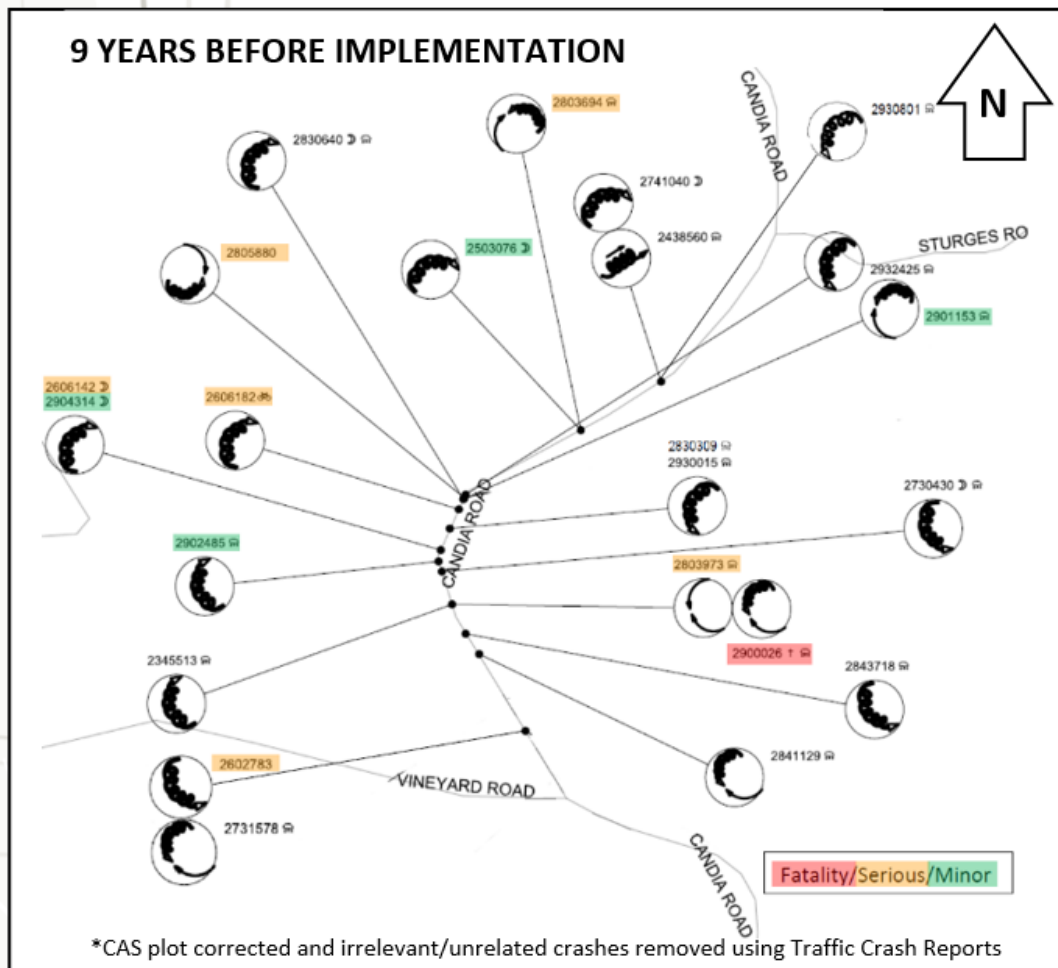 9 YEARS BEFORE IMPLEMENTATION
N
CANDIA ROAD
2803694
2930801
2830640
2741040
2438560
2503076
STURGES RO
2805880
2932425
2901153
2606142
2904314
2606182
2830309
2930015
2730430
CANDIA ROAD
2902485
2803973
2900026
2345513
2843718
2602783
2841129
VINEYARD ROAD
2731578
CANDIA ROAD
Fatality/Serious/Minor
*CAS plot corrected and irrelevant/unrelated crashes removed using Traffic Crash Reports